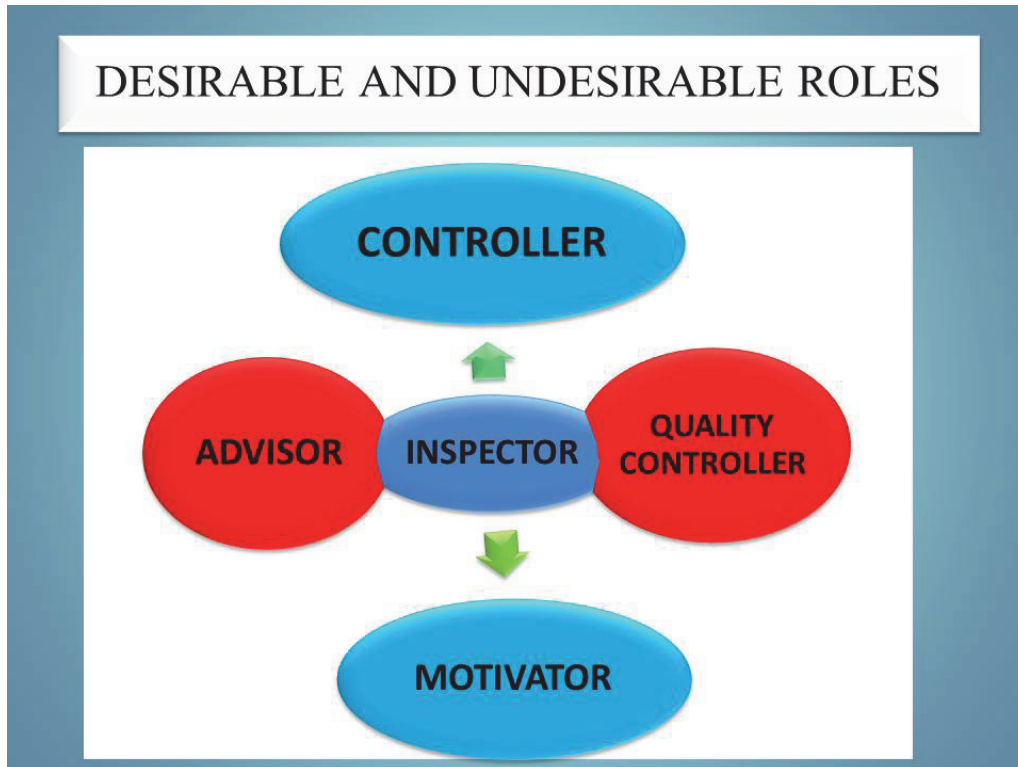 DESIRABLE AND UNDESIRABLE ROLES
CONTROLLER
ADVISOR
INSPECTOR
QUALITY
CONTROLLER
MOTIVATOR